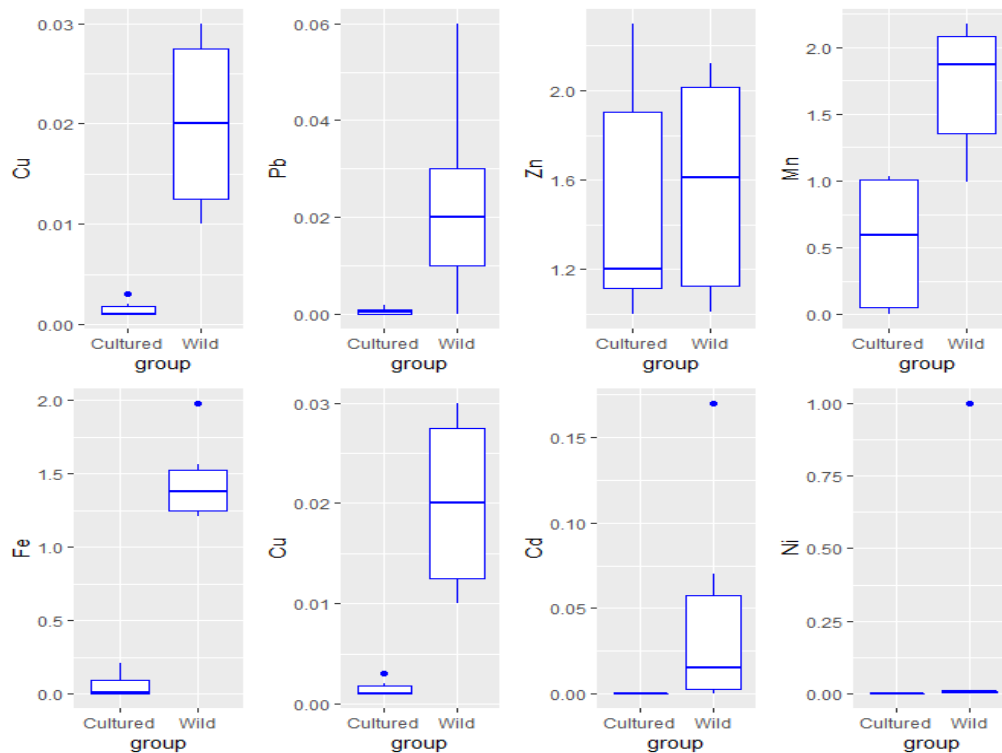 Cu
0.03
0.02
0.01
0.00
Cultured Wild
group
Pb
0.06
0.04
0.02
0.00
Cultured Wild
group
Zn
2.0
1.6
1.2
Cultured Wild
group
Mn
2.0
1.5
1.0
0.5
0.0
Cultured Wild
group
Fe
2.0
1.5
1.0
0.5
0.0
Cultured Wild
group
Cu
0.03
0.02
0.01
0.00
Cultured Wild
group
Cd
0.15
0.10
0.05
0.00
Cultured Wild
group
Ni
1.00
0.75
0.50
0.25
0.00
Cultured Wild
group